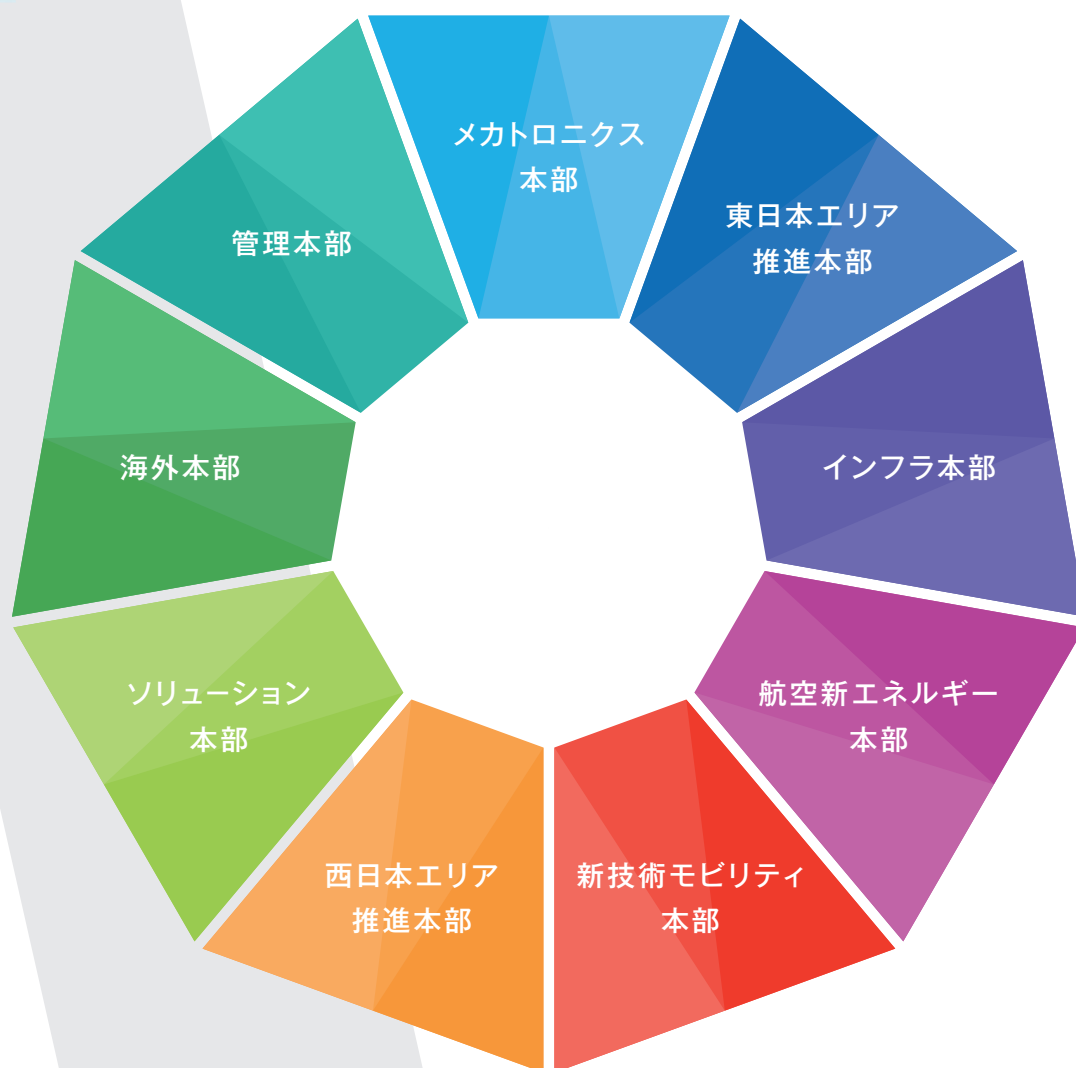 メカトロニクス
本部
東日本エリア
推進本部
インフラ本部
航空新エネルギー
本部
新技術モビリティ
本部
西日本エリア
推進本部
ソリューション
本部
海外本部
管理本部